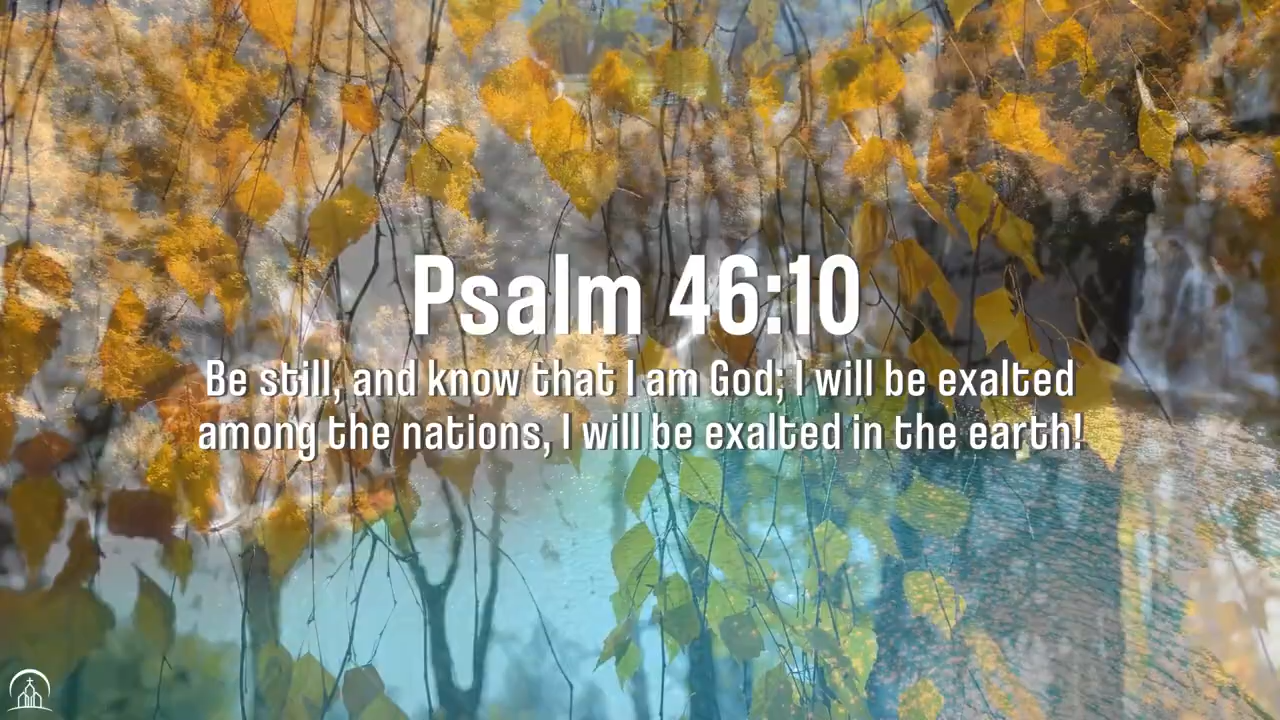 Psalm 46:10
Be still, and know that I am God; I will be exalted
among the nations, I will be exalted in the earth!